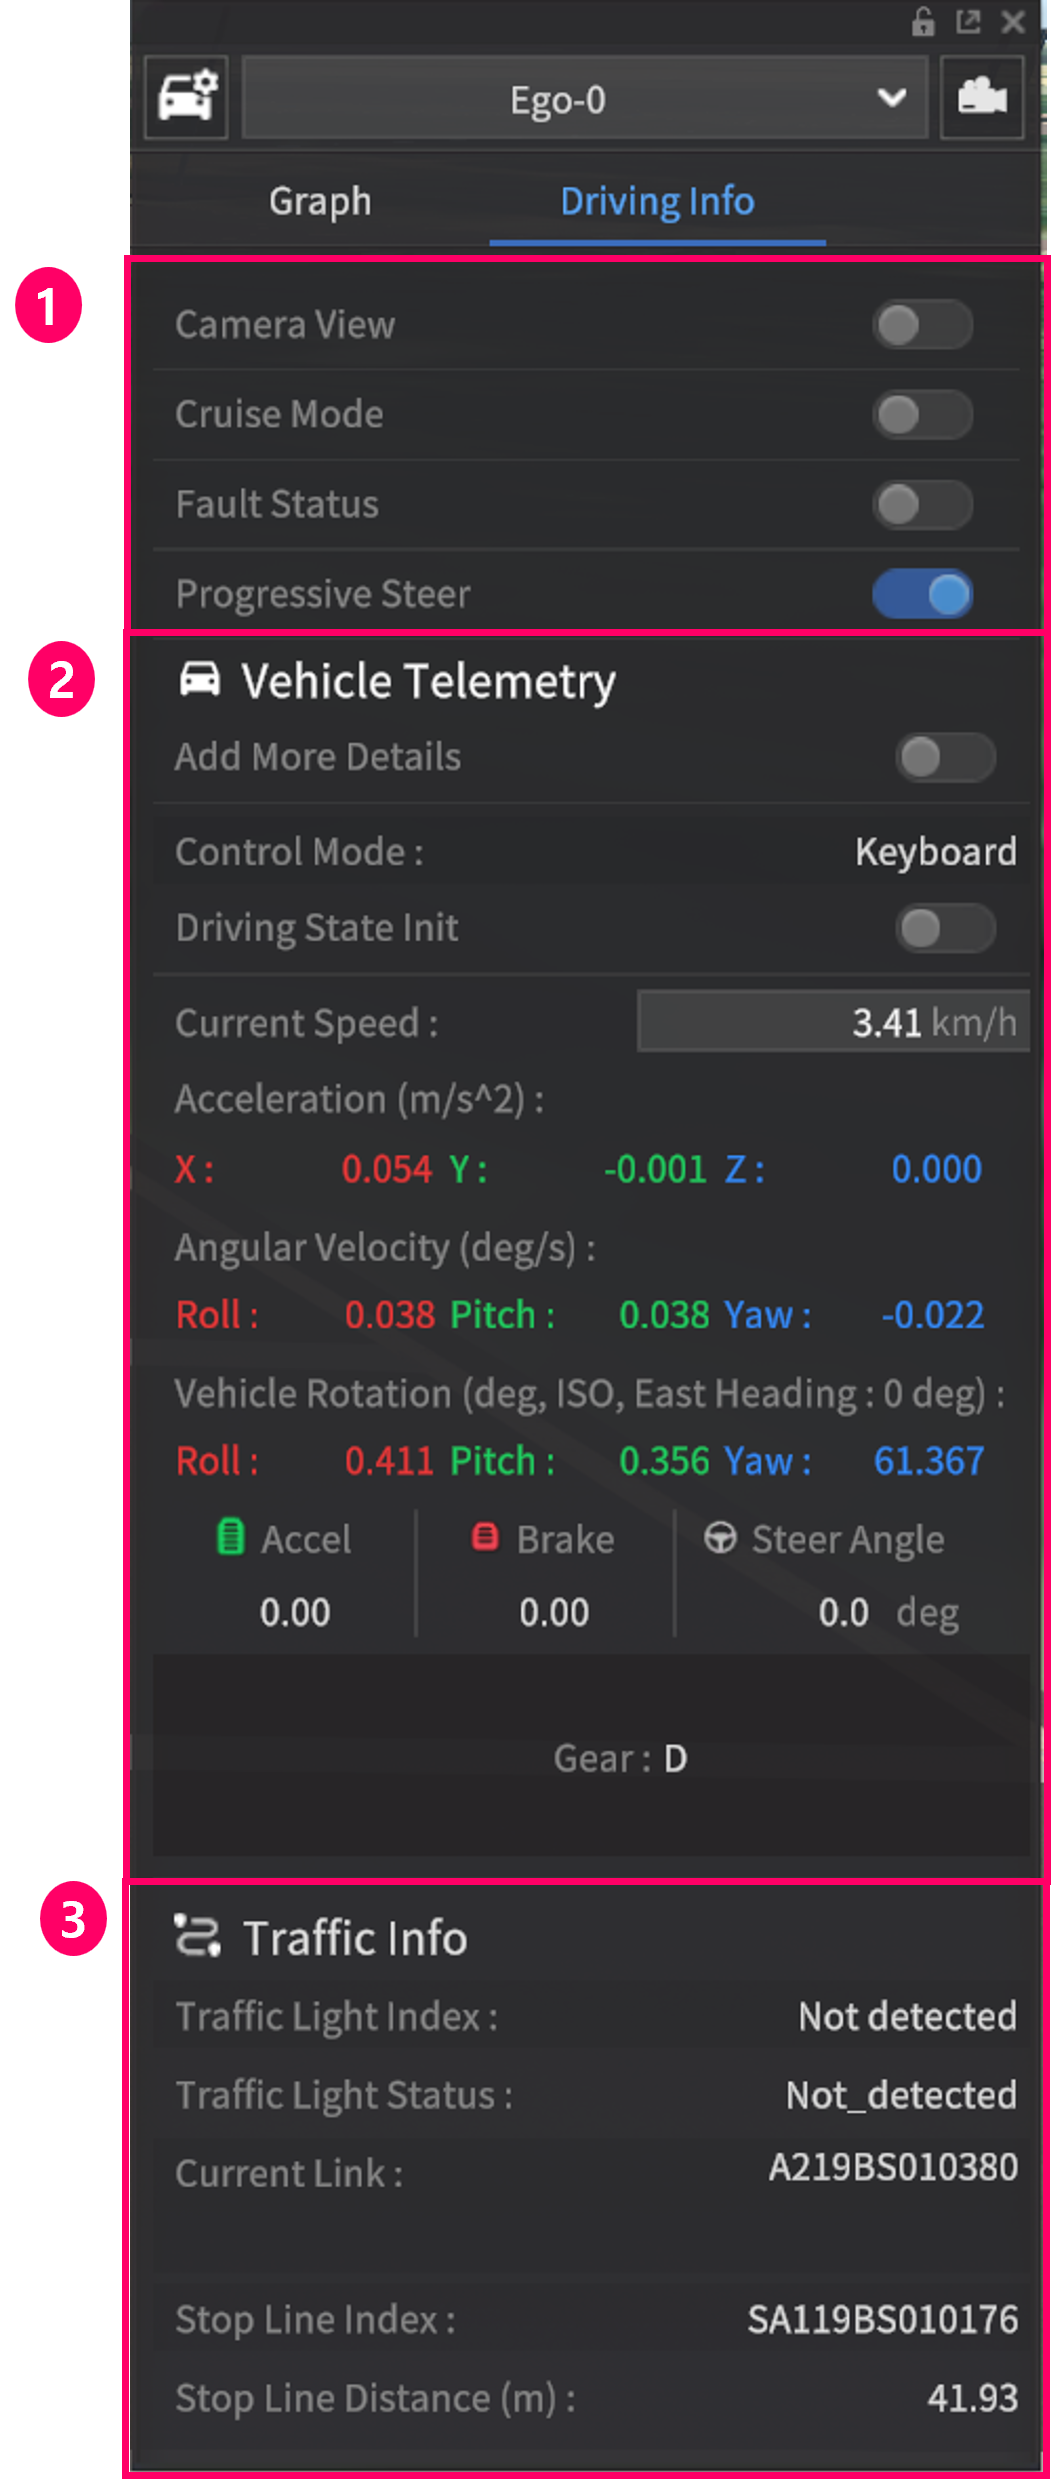 Ego-0
Graph Driving Info
1
Camera View
Cruise Mode
Fault Status
Progressive Steer
2
Vehicle Telemetry
Add More Details
Control Mode : Keyboard
Driving State Init
Current Speed : 3.41 km/h
Acceleration (m/s^2) :
X : 0.054 Y : -0.001 Z : 0.000
Angular Velocity (deg/s) :
Roll : 0.038 Pitch : 0.038 Yaw : -0.022
Vehicle Rotation (deg, ISO, East Heading : 0 deg) :
Roll : 0.411 Pitch : 0.356 Yaw : 61.367
Accel Brake Steer Angle
0.00 0.00 0.0 deg
Gear : D
3
Traffic Info
Traffic Light Index : Not detected
Traffic Light Status : Not_detected
Current Link : A219BS010380
Stop Line Index : SA119BS010176
Stop Line Distance (m) : 41.93